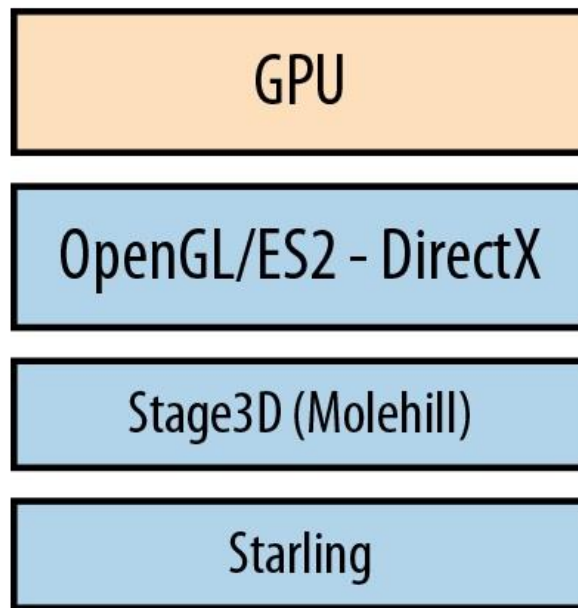 GPU
OpenGL/ES2 - DirectX
Stage3D (Molehill)
Starling